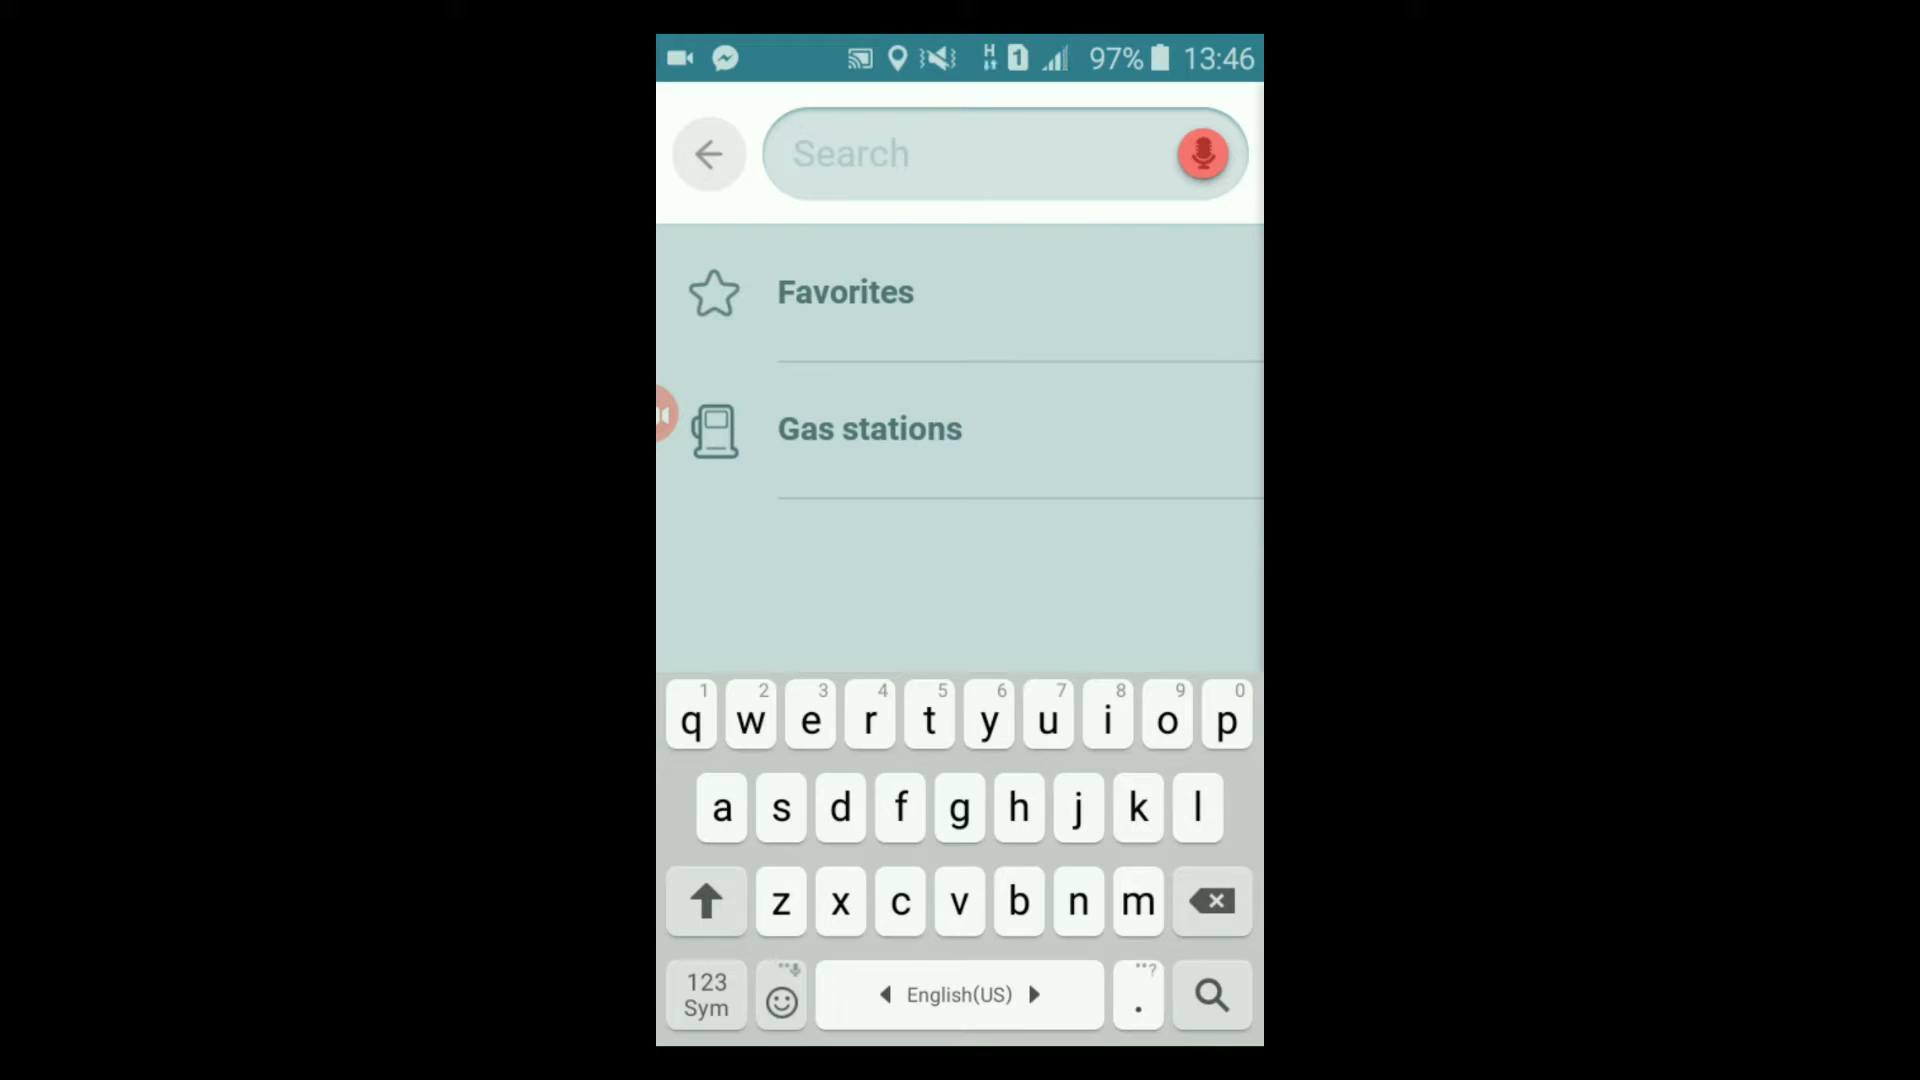 H 1 97% 13:46
Search
Favorites
Gas stations
1 2 3 4 5 6 7 8 9 0
q w e r t y u i o p
a s d f g h j k l
z x c v b n m
123 Sym English(US) . ?